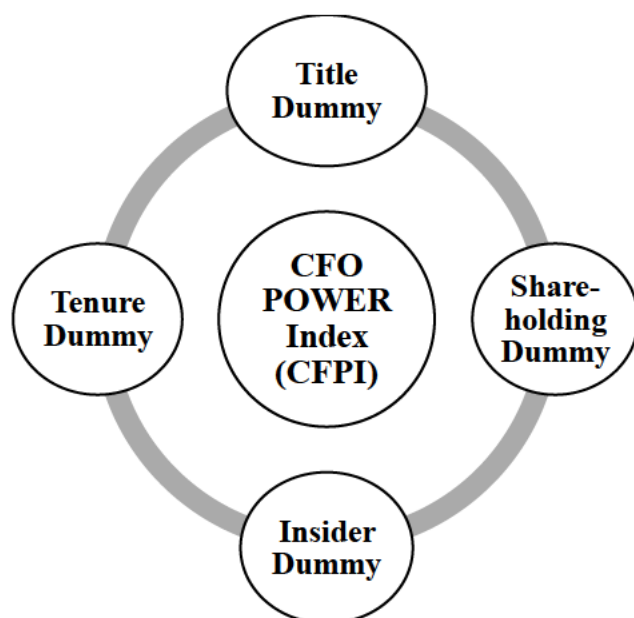 Title
Dummy
Tenure
Dummy
CFO
POWER
Index
(CFPI)
Share-
holding
Dummy
Insider
Dummy